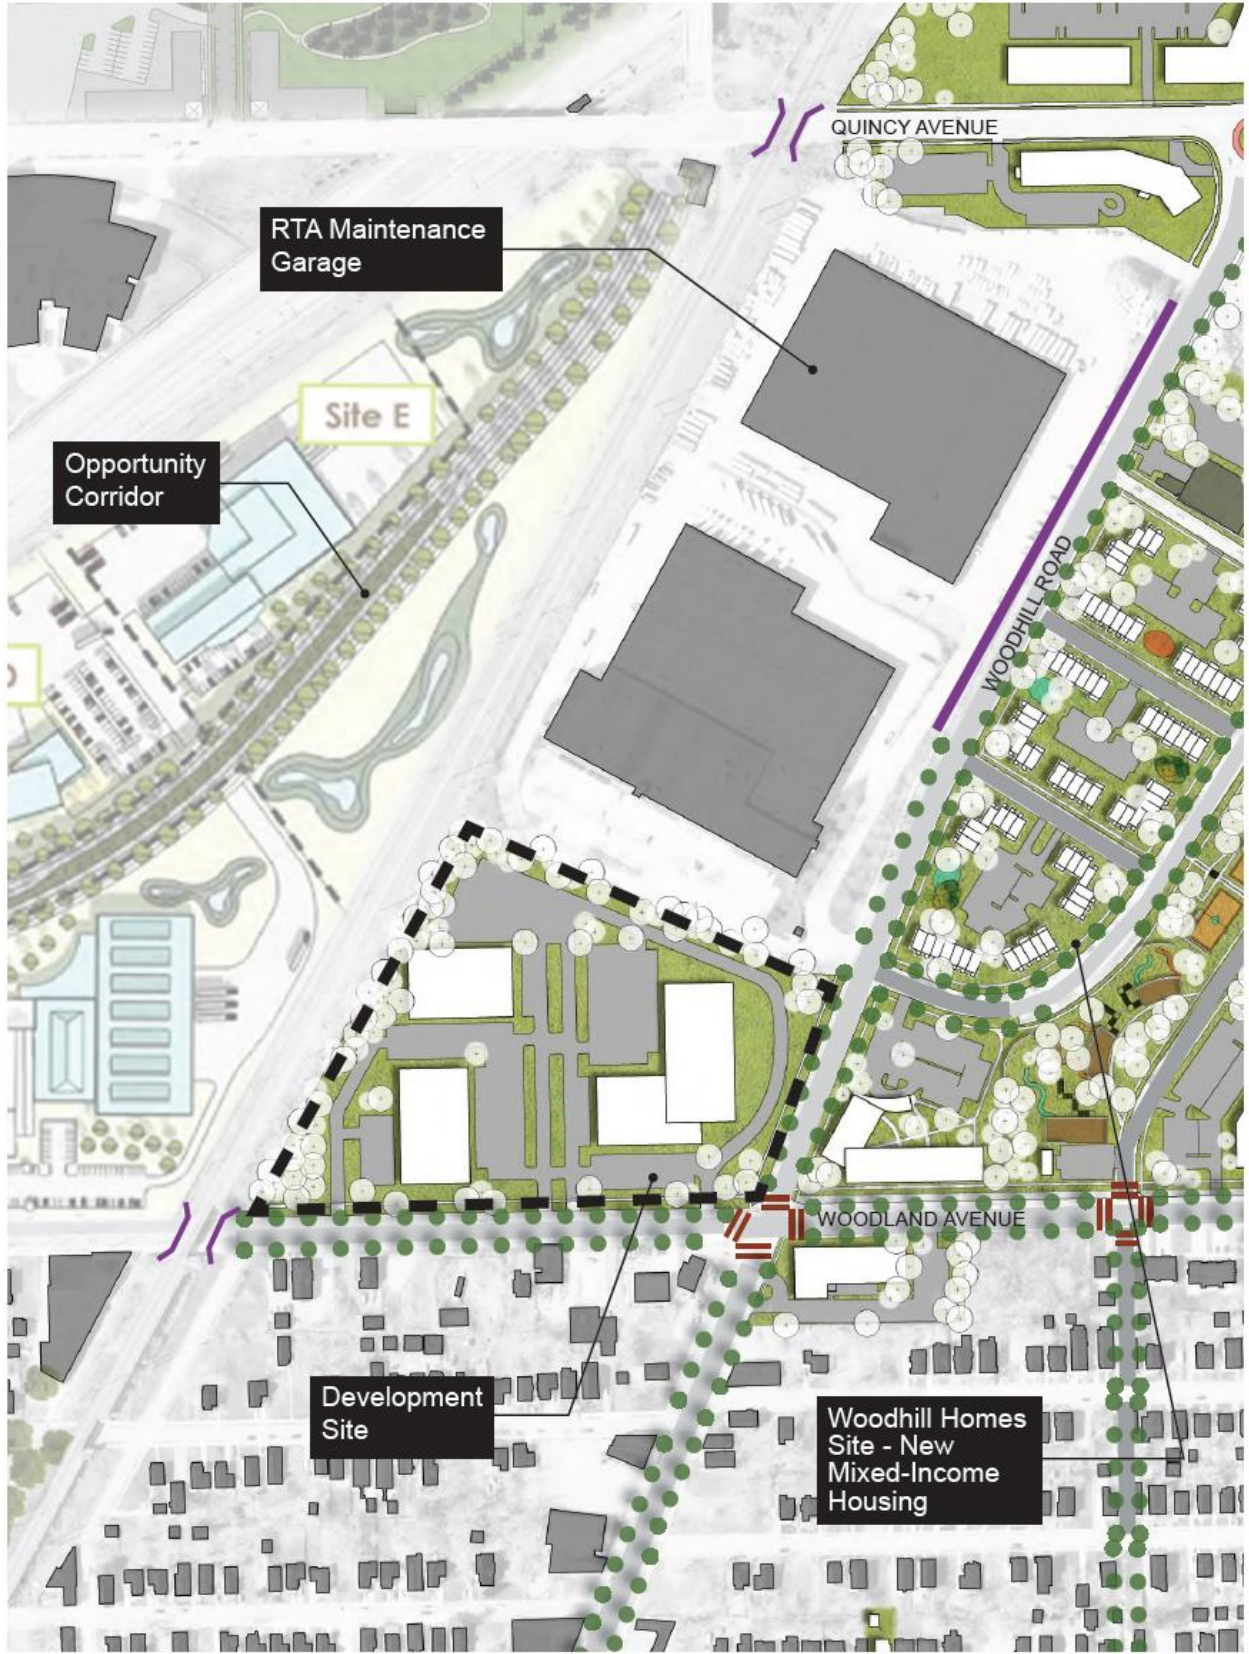 QUINCY AVENUE
RTA Maintenance
Garage
Site E
Opportunity
Corridor
WOODHILL ROAD
WOODLAND AVENUE
Development
Site
Woodhill Homes
Site - New
Mixed-Income
Housing